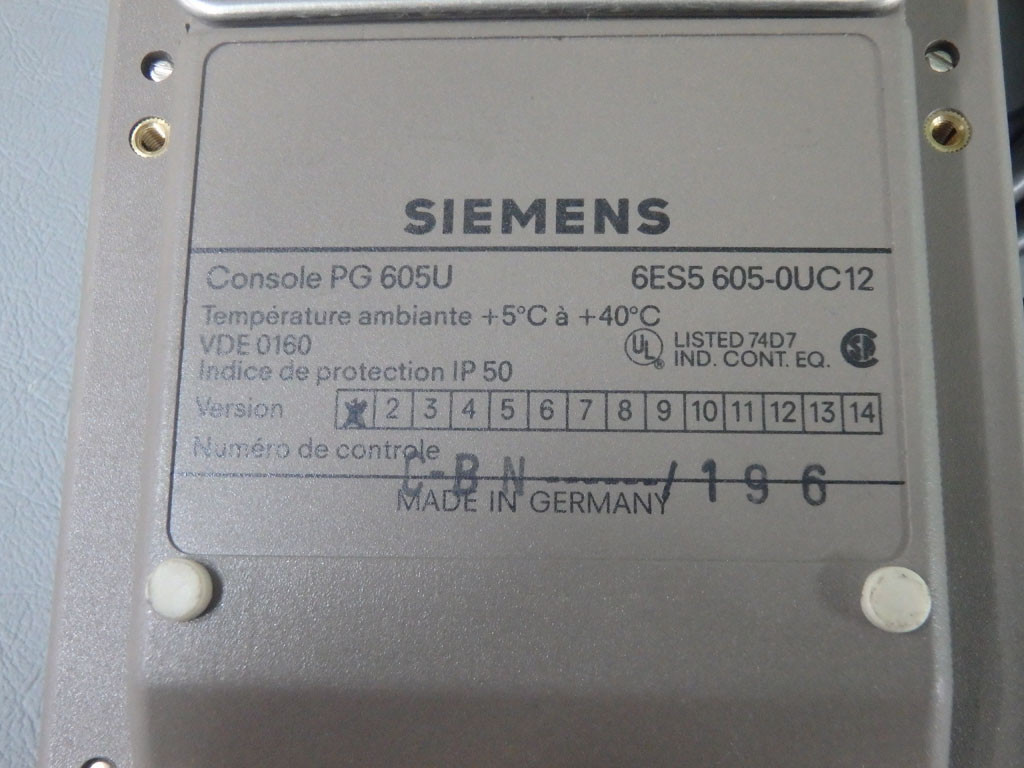 SIEMENS
Console PG 605U 6ES5 605-0UC12
Température ambiante +5°C à +40°C
VDE 0160 UL LISTED 74D7
IND. CONT. EQ.
Indice de protection IP 50
Version 2 3 4 5 6 7 8 9 10 11 12 13 14
Numéro de controle
C-BN------/196
MADE IN GERMANY